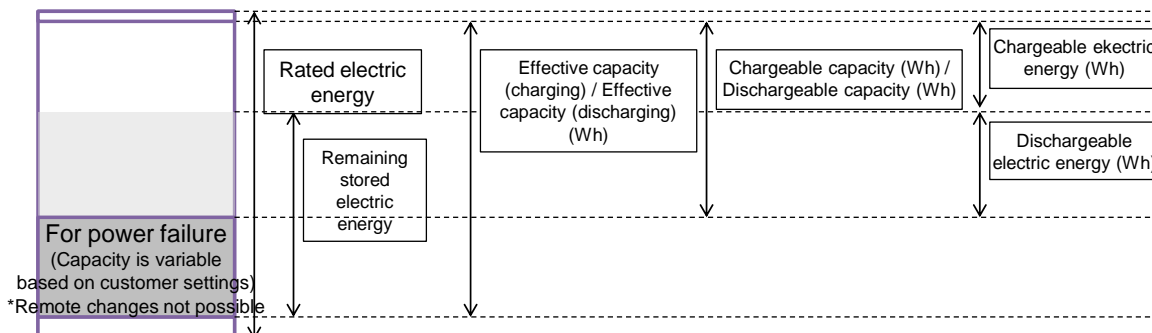 Rated electric
energy
Effective capacity
(charging) / Effective
capacity (discharging)
(Wh)
Chargeable capacity (Wh) /
Dischargeable capacity (Wh)
Chargeable ekectric
energy (Wh)
Remaining
stored
electric
energy
Dischargeable
electric energy (Wh)
For power failure
(Capacity is variable
based on customer settings)
*Remote changes not possible